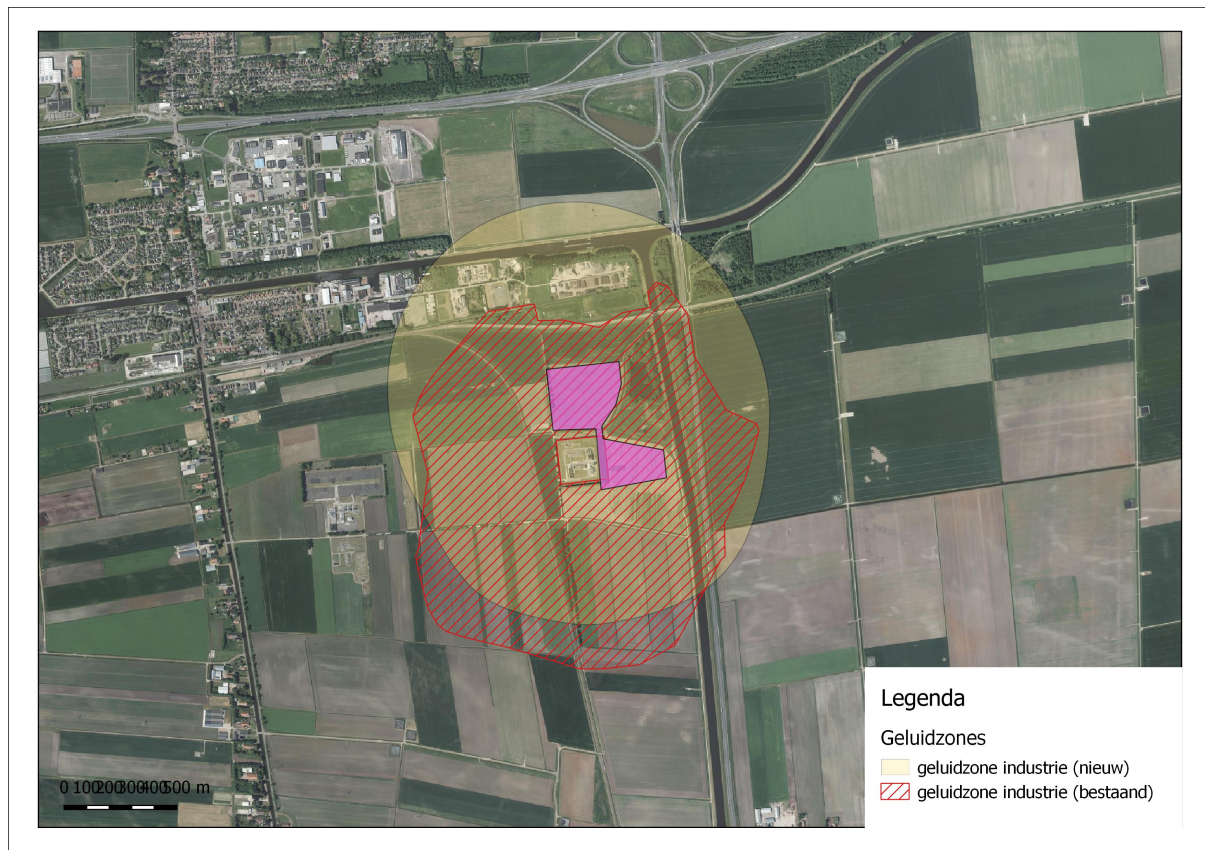 Legenda
Geluidzones
geluidzone industrie (nieuw)
geluidzone industrie (bestaand)
0 100 200 300 400 500 m